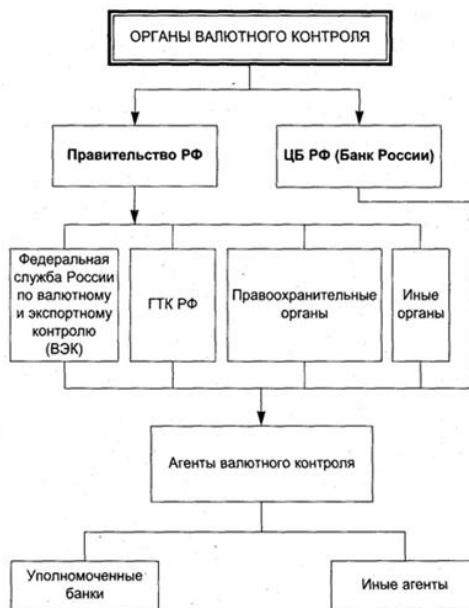 ОРГАНЫ ВАЛЮТНОГО КОНТРОЛЯ
Правительство РФ
ЦБ РФ (Банк России)
Федеральная
служба России
по валютному
и экспортному
контролю
(ВЭК)
ГТК РФ
Правоохранительные
органы
Иные
органы
Агенты валютного контроля
Уполномоченные
банки
Иные агенты